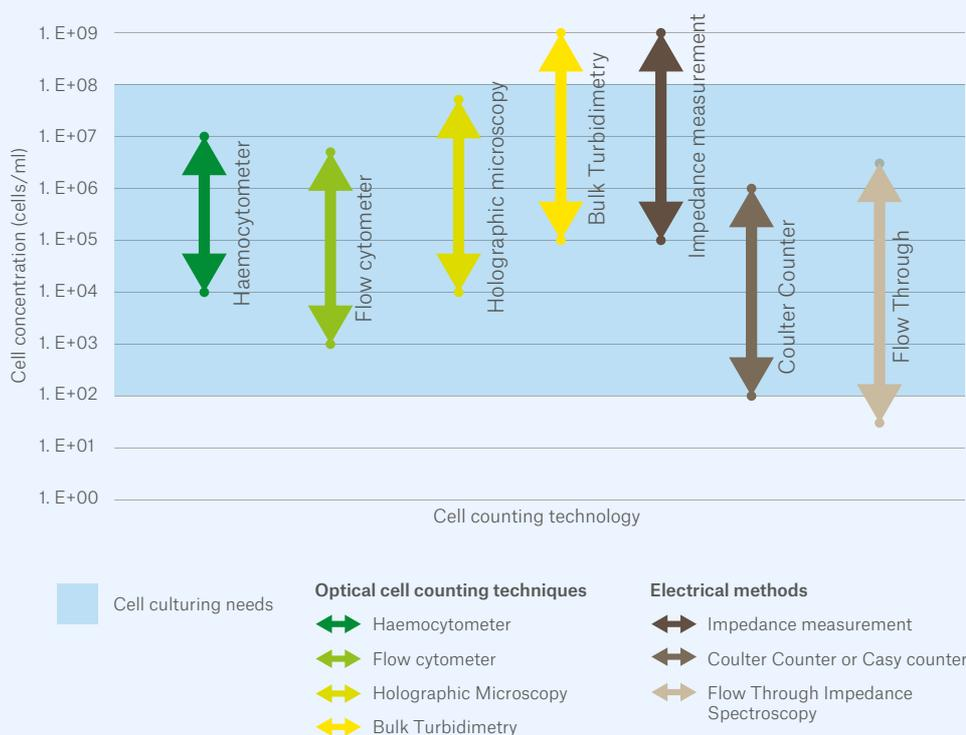 Cell concentration (cells/ml)
1. E+09
1. E+08
1. E+07
1. E+06
1. E+05
1. E+04
1. E+03
1. E+02
1. E+01
1. E+00
Haemocytometer
Flow cytometer
Holographic microscopy
Bulk Turbidimetry
Impedance measurement
Coulter Counter
Flow Through
Cell counting technology
Cell culturing needs
Optical cell counting techniques
Haemocytometer
Flow cytometer
Holographic Microscopy
Bulk Turbidimetry
Electrical methods
Impedance measurement
Coulter Counter or Casy counter
Flow Through Impedance
Spectroscopy